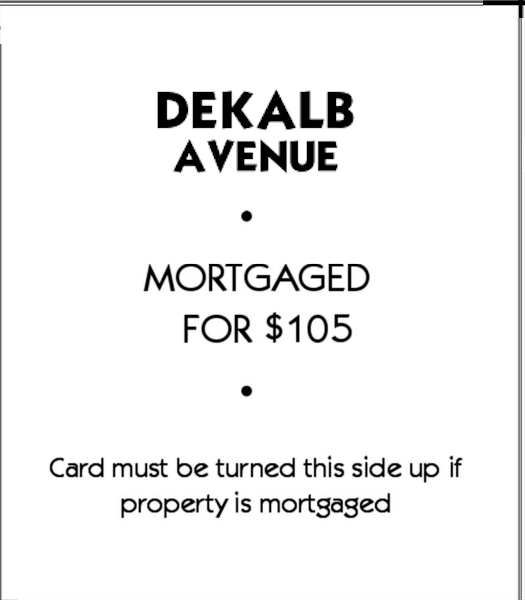 DEKALB
AVENUE
•
MORTGAGED
FOR $105
•
Card must be turned this side up if
property is mortgaged